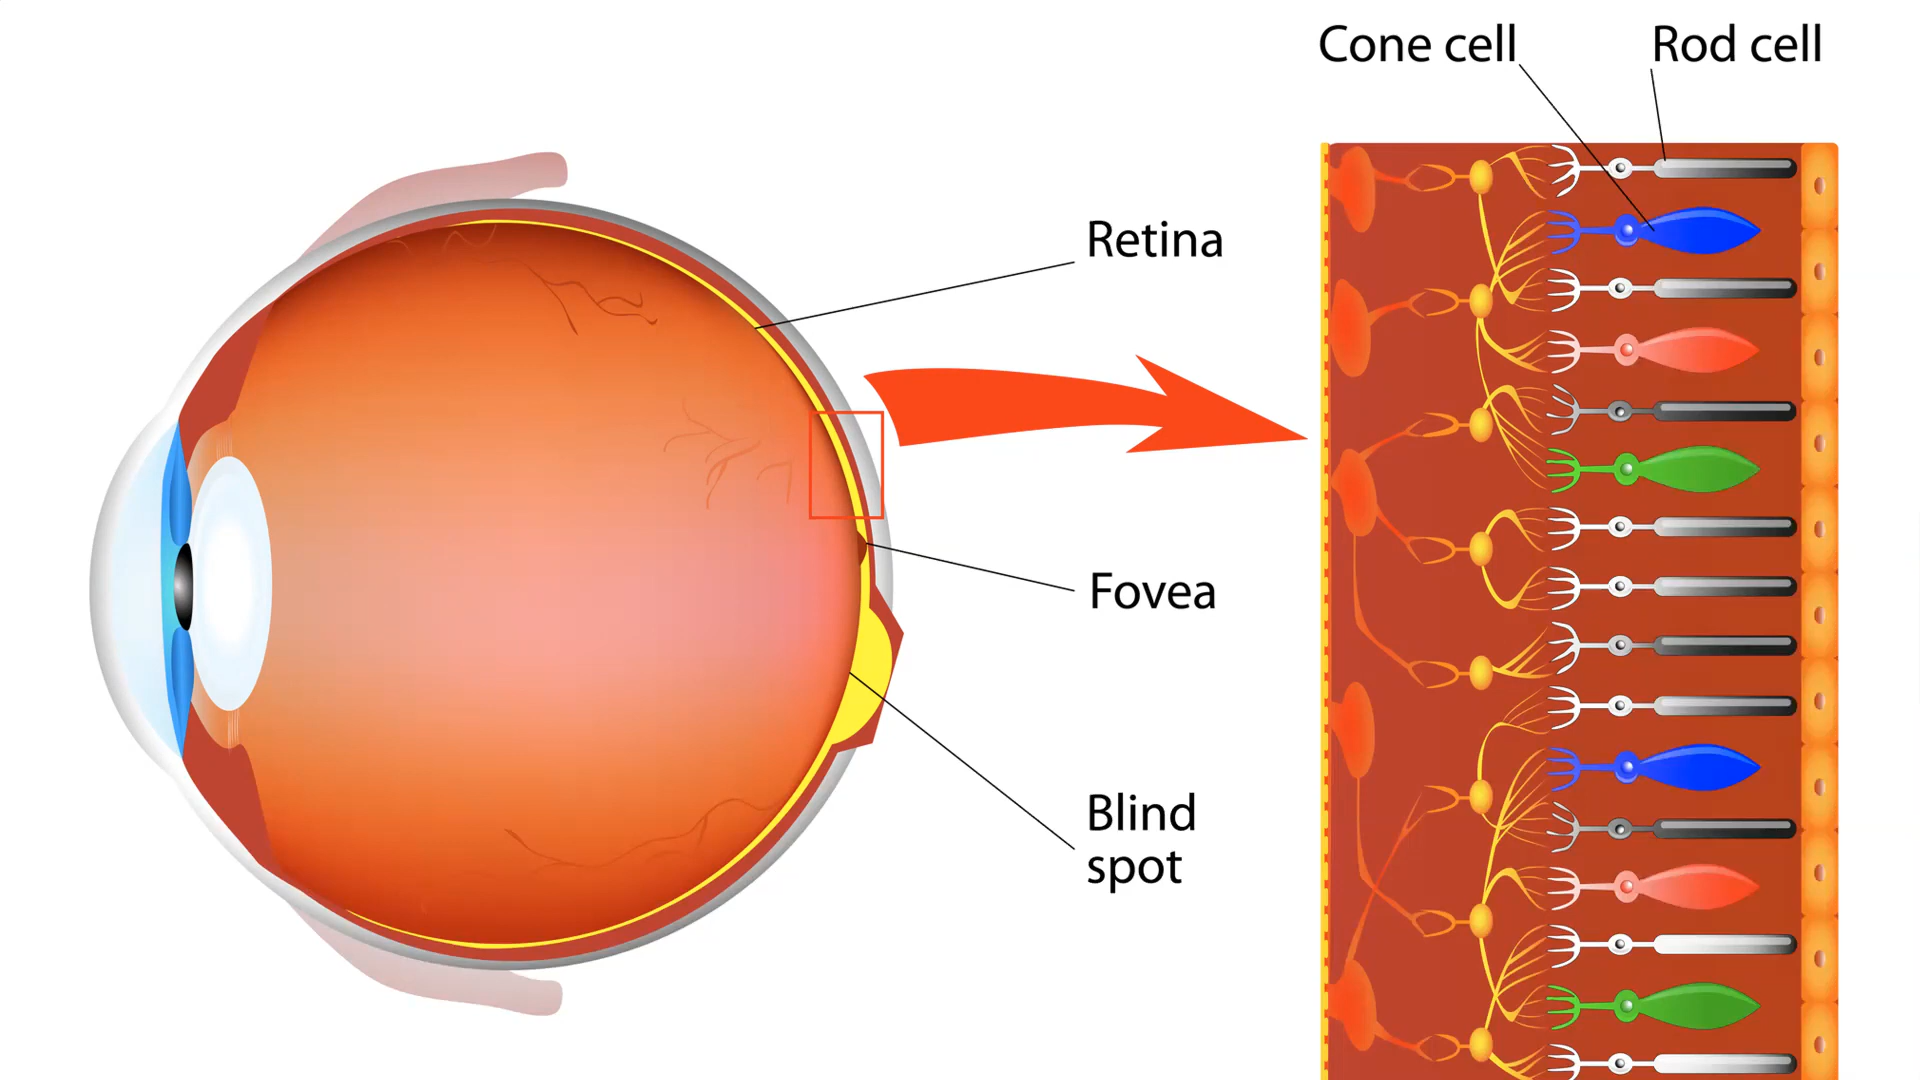 Cone cell
Rod cell
Retina
Fovea
Blind
spot